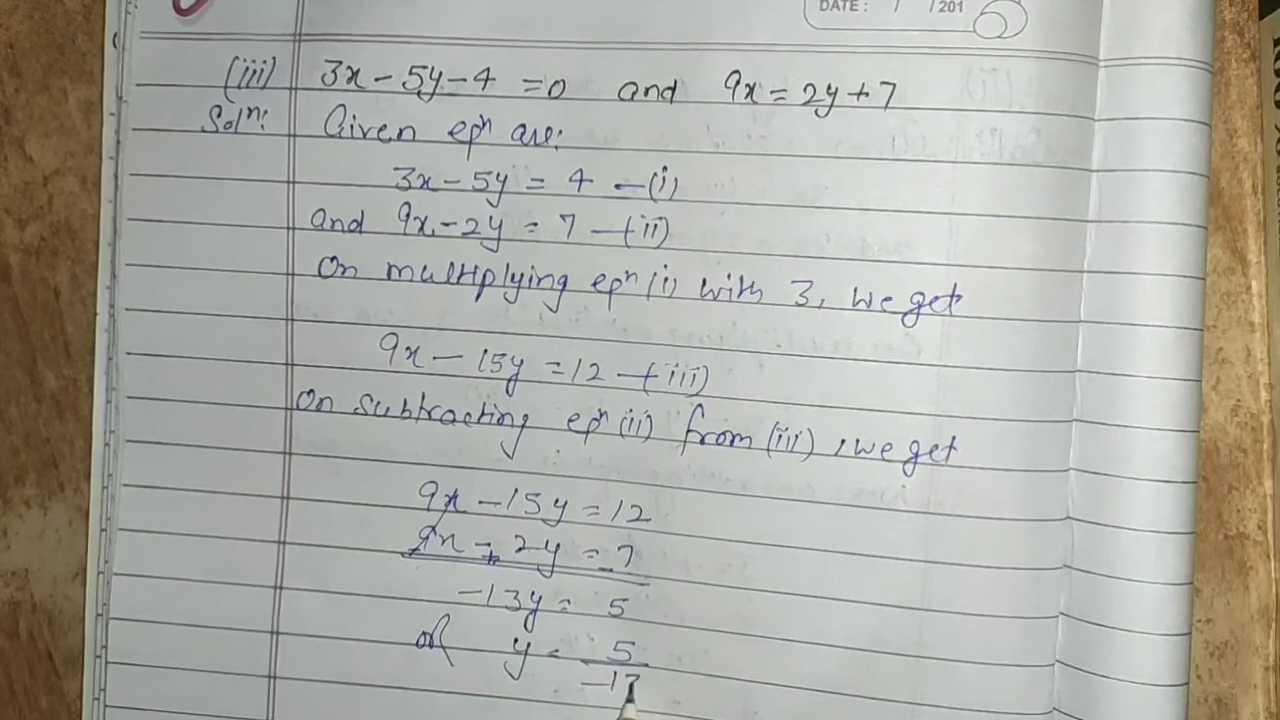 DATE: / /201
(iii) 3x - 5y - 4 = 0 and 9x = 2y + 7
Solⁿ: Given eqⁿ are:
3x - 5y = 4 —(i)
and 9x - 2y = 7 —(ii)
On multiplying eqⁿ (i) with 3, we get
9x - 15y = 12 —(iii)
On subtracting eqⁿ (ii) from (iii), we get
9x - 15y = 12
9x - 2y = 7
+ -
-13y = 5
or y = 5
-13